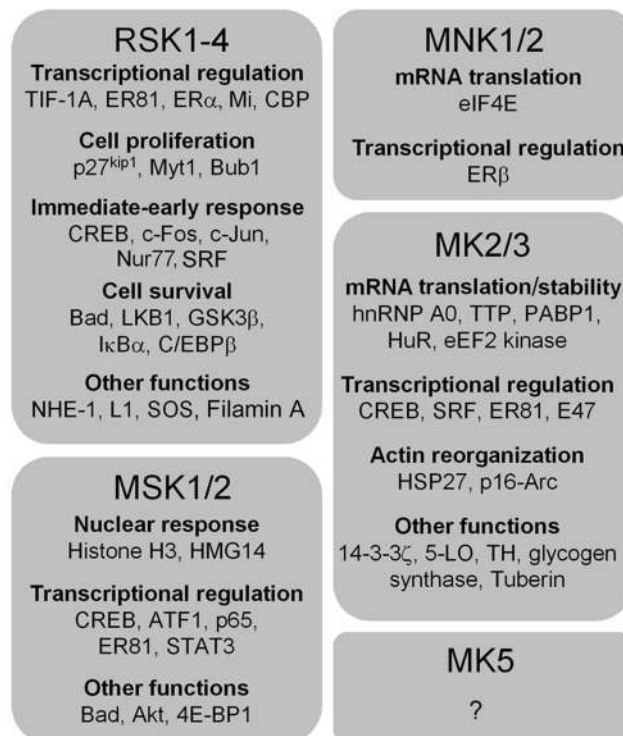 RSK1-4
Transcriptional regulation
TIF-1A, ER81, ERα, Mi, CBP
Cell proliferation
p27kip1, Myt1, Bub1
Immediate-early response
CREB, c-Fos, c-Jun,
Nur77, SRF
Cell survival
Bad, LKB1, GSK3β,
IκBα, C/EBPβ
Other functions
NHE-1, L1, SOS, Filamin A
MSK1/2
Nuclear response
Histone H3, HMG14
Transcriptional regulation
CREB, ATF1, p65,
ER81, STAT3
Other functions
Bad, Akt, 4E-BP1
MNK1/2
mRNA translation
eIF4E
Transcriptional regulation
ERβ
MK2/3
mRNA translation/stability
hnRNP A0, TTP, PABP1,
HuR, eEF2 kinase
Transcriptional regulation
CREB, SRF, ER81, E47
Actin reorganization
HSP27, p16-Arc
Other functions
14-3-3ζ, 5-LO, TH, glycogen
synthase, Tuberin
MK5
?